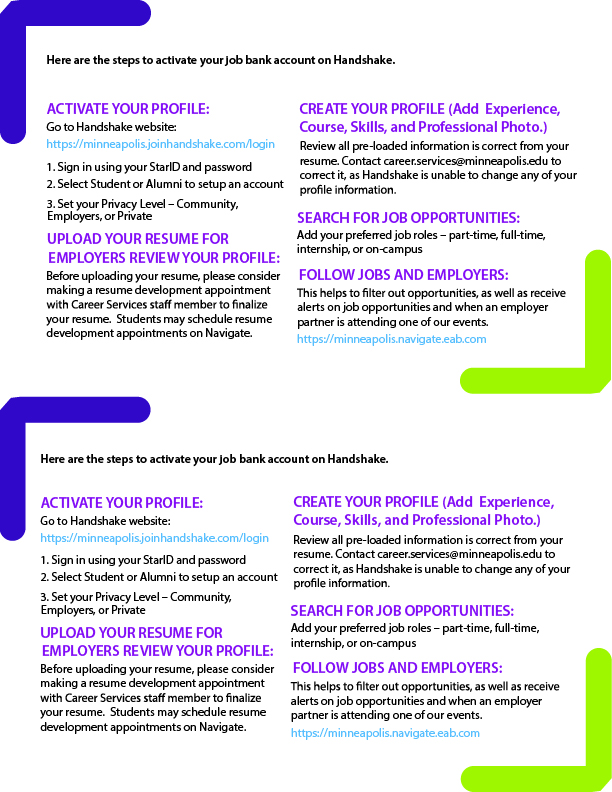 Here are the steps to activate your job bank account on Handshake.
ACTIVATE YOUR PROFILE:
Go to Handshake website:
https://minneapolis.joinhandshake.com/login
1. Sign in using your StarID and password
2. Select Student or Alumni to setup an account
3. Set your Privacy Level – Community,
Employers, or Private
UPLOAD YOUR RESUME FOR
EMPLOYERS REVIEW YOUR PROFILE:
Before uploading your resume, please consider
making a resume development appointment
with Career Services staff member to finalize
your resume.  Students may schedule resume
development appointments on Navigate.
CREATE YOUR PROFILE (Add  Experience,
Course, Skills, and Professional Photo.)
Review all pre-loaded information is correct from your
resume. Contact career.services@minneapolis.edu to
correct it, as Handshake is unable to change any of your
profile information.
SEARCH FOR JOB OPPORTUNITIES:
Add your preferred job roles – part-time, full-time,
internship, or on-campus
FOLLOW JOBS AND EMPLOYERS:
This helps to filter out opportunities, as well as receive
alerts on job opportunities and when an employer
partner is attending one of our events.
https://minneapolis.navigate.eab.com
Here are the steps to activate your job bank account on Handshake.
ACTIVATE YOUR PROFILE:
Go to Handshake website:
https://minneapolis.joinhandshake.com/login
1. Sign in using your StarID and password
2. Select Student or Alumni to setup an account
3. Set your Privacy Level – Community,
Employers, or Private
UPLOAD YOUR RESUME FOR
EMPLOYERS REVIEW YOUR PROFILE:
Before uploading your resume, please consider
making a resume development appointment
with Career Services staff member to finalize
your resume.  Students may schedule resume
development appointments on Navigate.
CREATE YOUR PROFILE (Add  Experience,
Course, Skills, and Professional Photo.)
Review all pre-loaded information is correct from your
resume. Contact career.services@minneapolis.edu to
correct it, as Handshake is unable to change any of your
profile information.
SEARCH FOR JOB OPPORTUNITIES:
Add your preferred job roles – part-time, full-time,
internship, or on-campus
FOLLOW JOBS AND EMPLOYERS:
This helps to filter out opportunities, as well as receive
alerts on job opportunities and when an employer
partner is attending one of our events.
https://minneapolis.navigate.eab.com